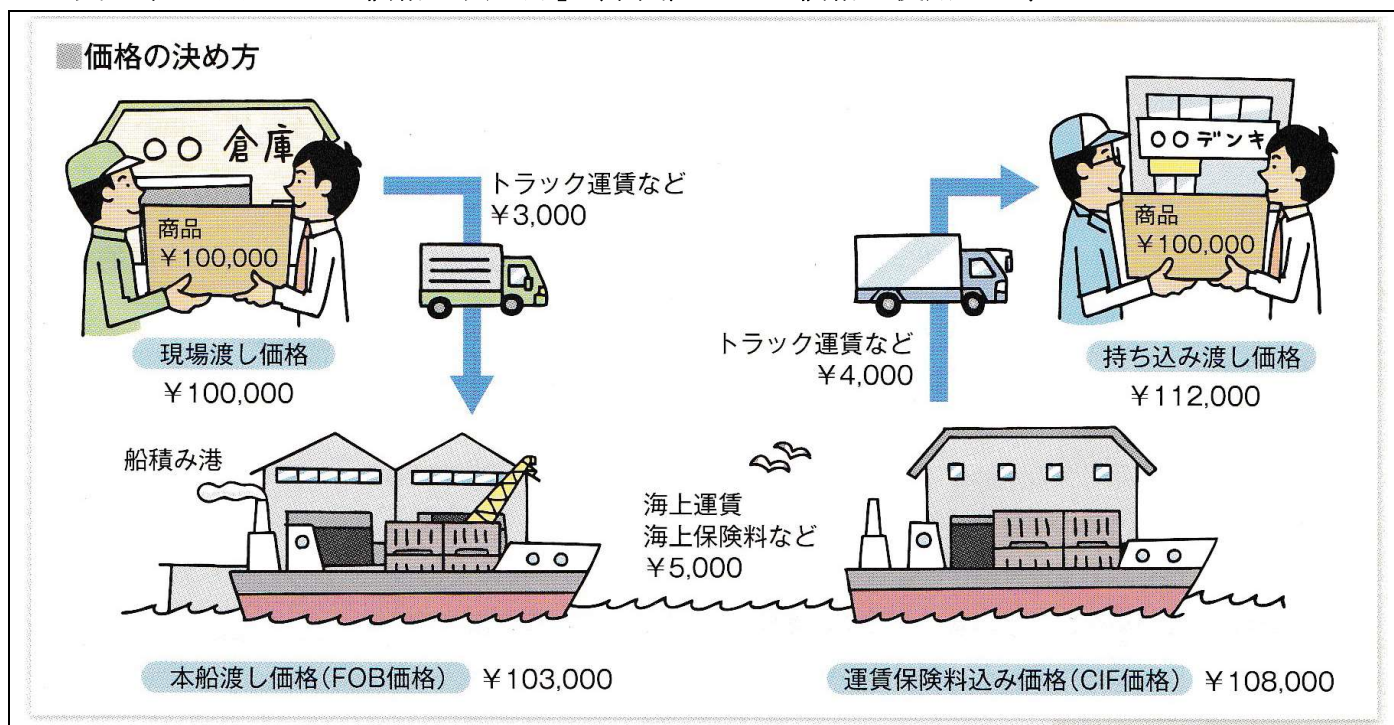 ■価格の決め方
○○ 倉庫
商品
￥100,000
現場渡し価格
￥100,000
トラック運賃など
￥3,000
○○デンキ
商品
￥100,000
持ち込み渡し価格
￥112,000
トラック運賃など
￥4,000
船積み港
海上運賃
海上保険料など
￥5,000
本船渡し価格(FOB価格) ￥103,000
運賃保険料込み価格(CIF価格) ￥108,000